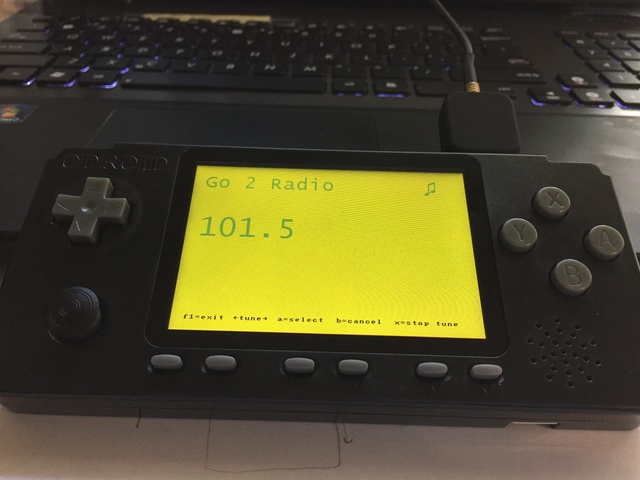 ODROID
Go 2 Radio
101.5
f1=exit ←tune→ a=select b=cancel x=stop tune
X
Y
A
B